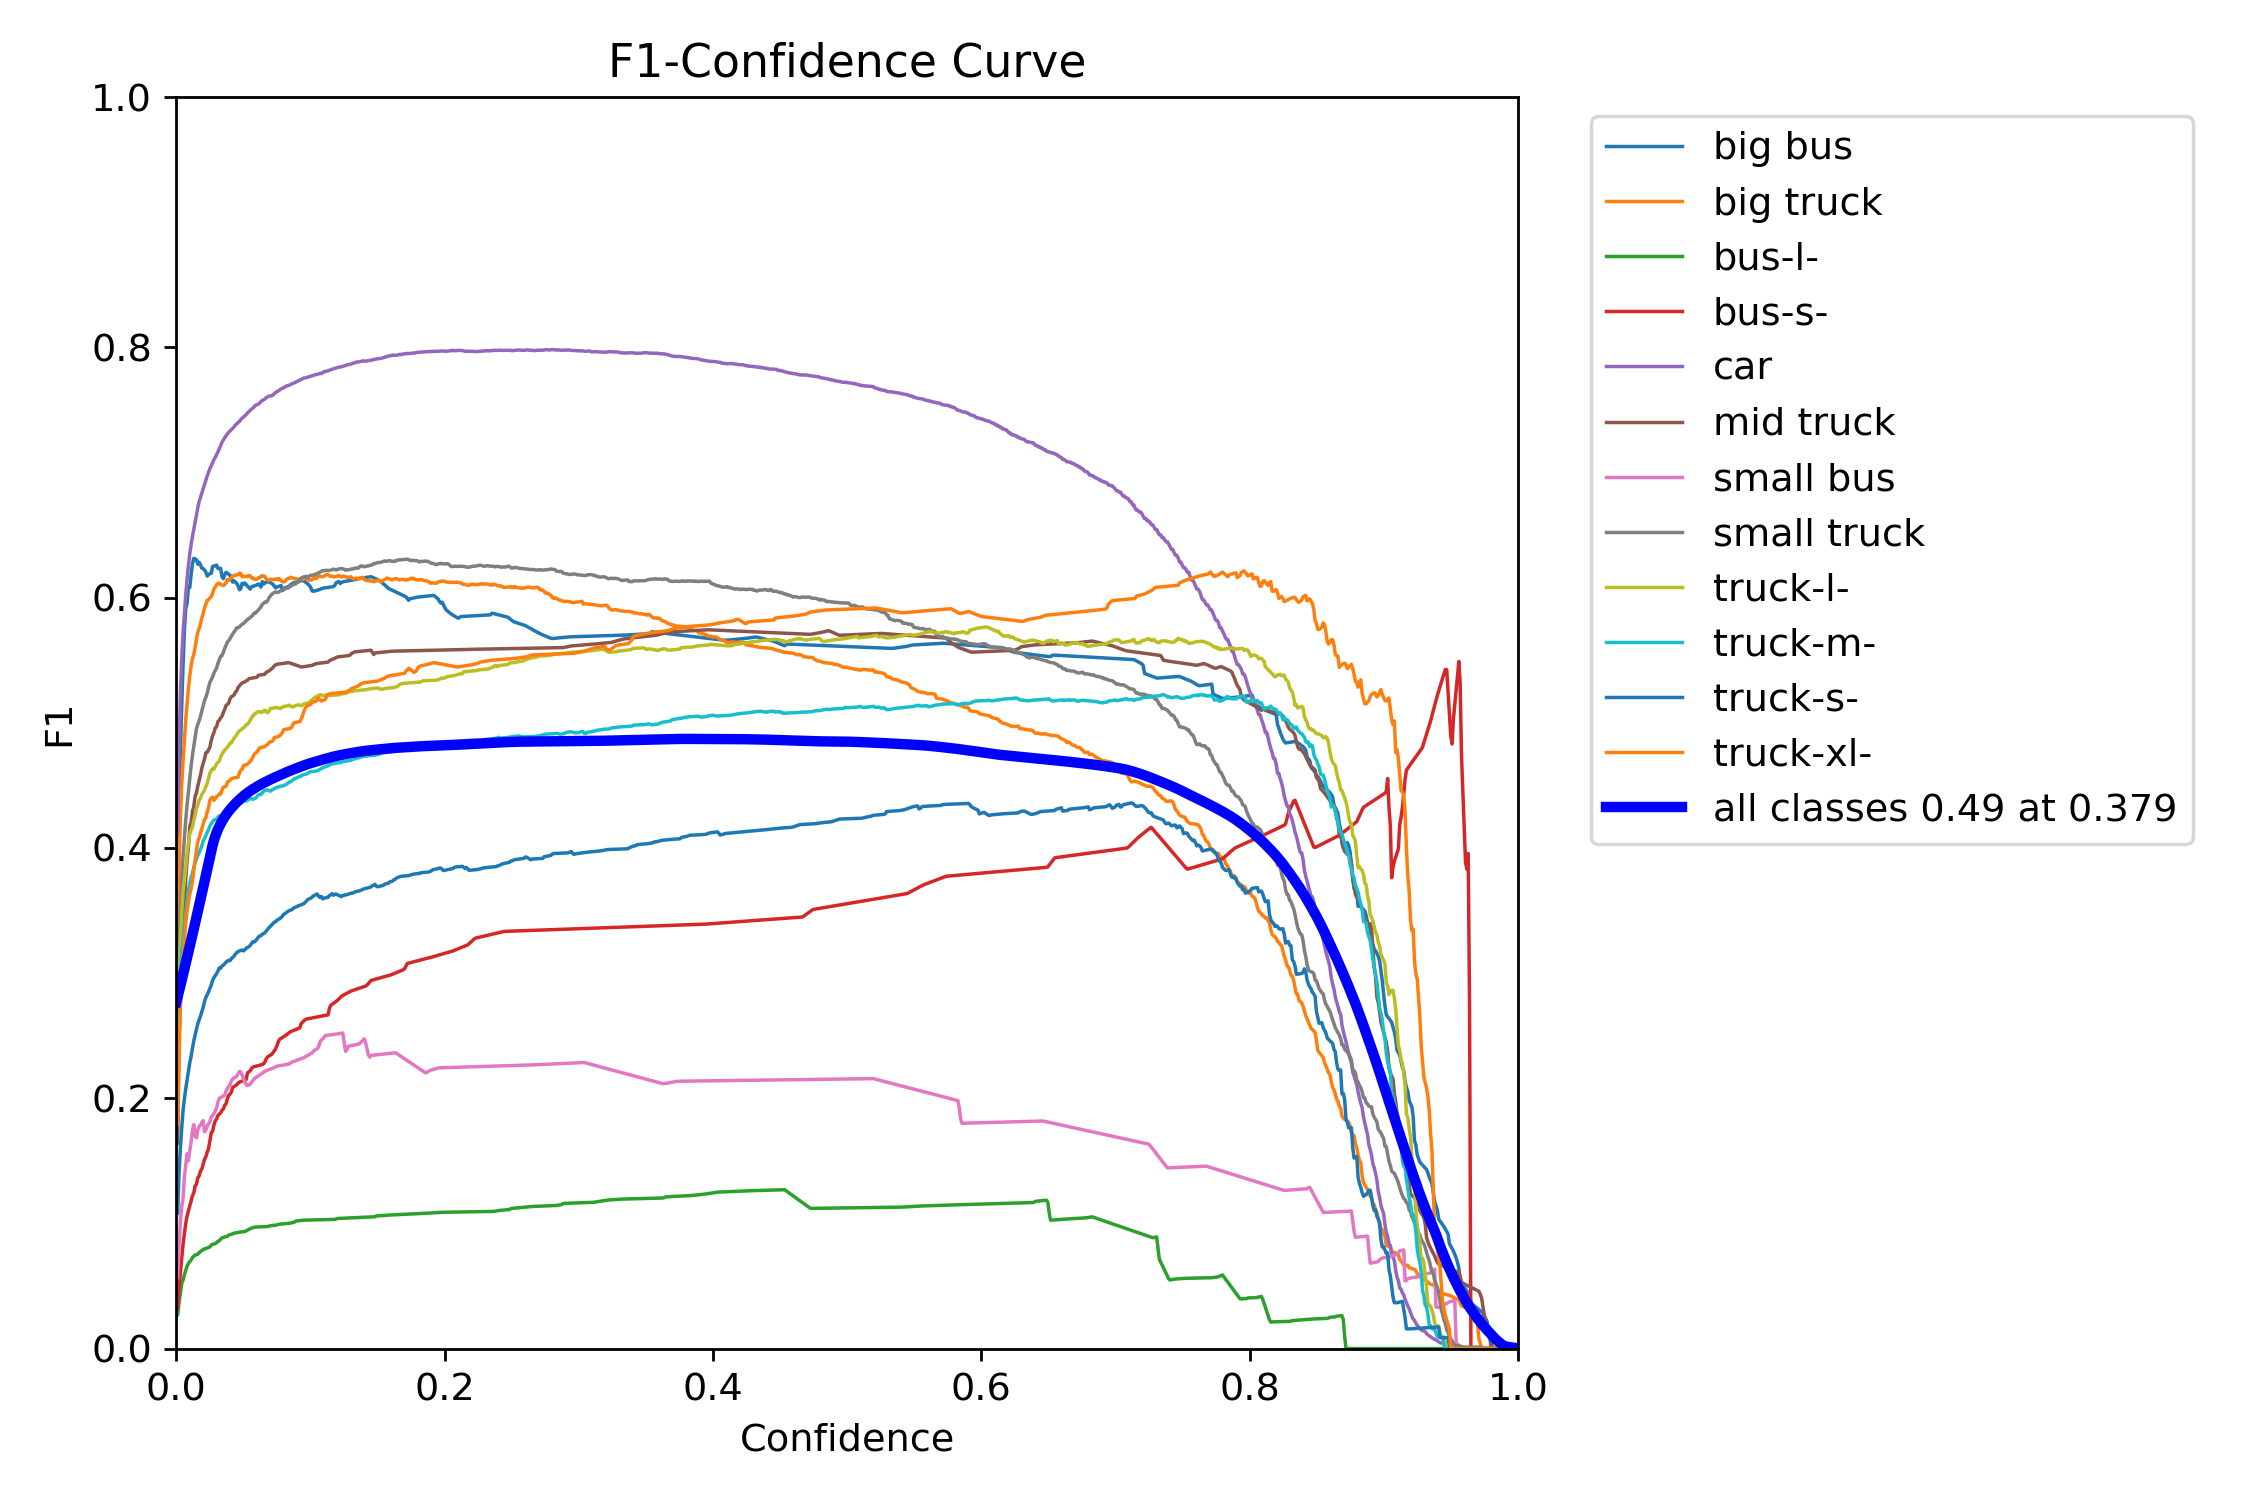 F1-Confidence Curve
1.0
0.8
0.6
0.4
0.2
0.0
F1
0.0 0.2 0.4 0.6 0.8 1.0
Confidence
big bus
big truck
bus-l-
bus-s-
car
mid truck
small bus
small truck
truck-l-
truck-m-
truck-s-
truck-xl-
all classes 0.49 at 0.379